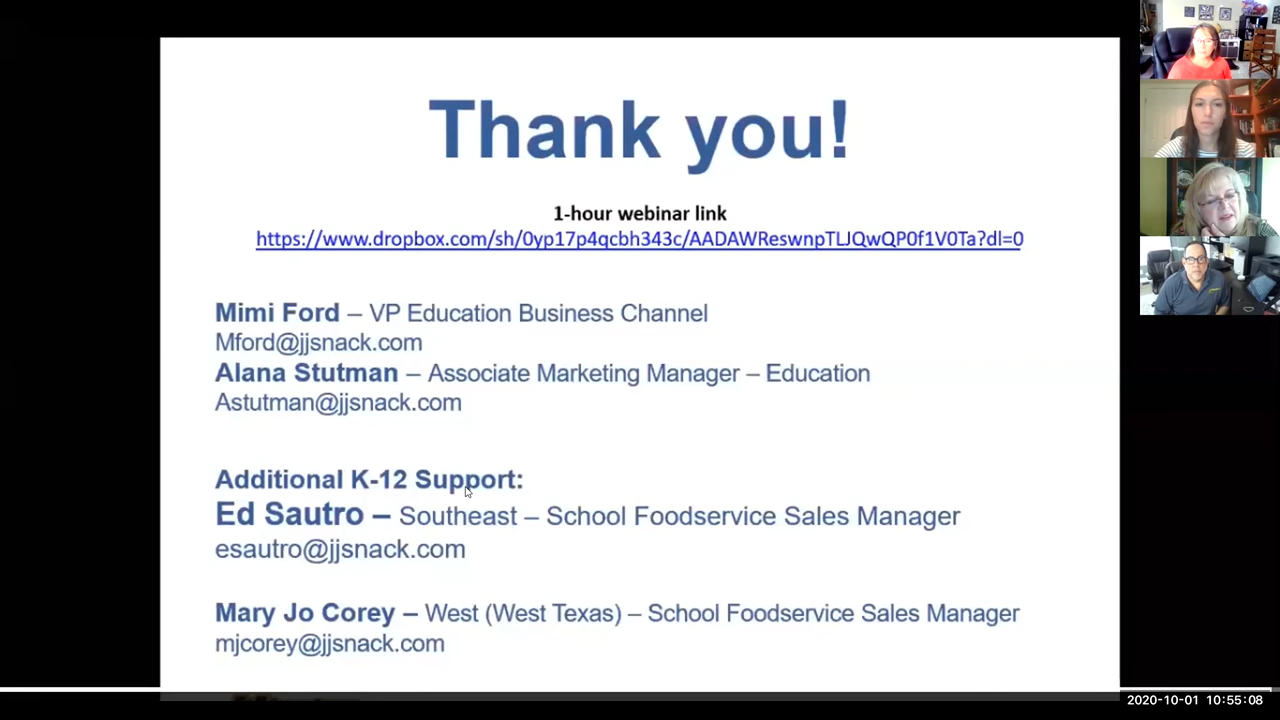 Thank you!
1-hour webinar link
https://www.dropbox.com/sh/0yp17p4qcbh343c/AADAWReswnpTLJQwQP0f1V0Ta?dl=0
Mimi Ford – VP Education Business Channel
Mford@jjsnack.com
Alana Stutman – Associate Marketing Manager – Education
Astutman@jjsnack.com
Additional K-12 Support:
Ed Sautro – Southeast – School Foodservice Sales Manager
esautro@jjsnack.com
Mary Jo Corey – West (West Texas) – School Foodservice Sales Manager
mjcorey@jjsnack.com
2020-10-01 10:55:08